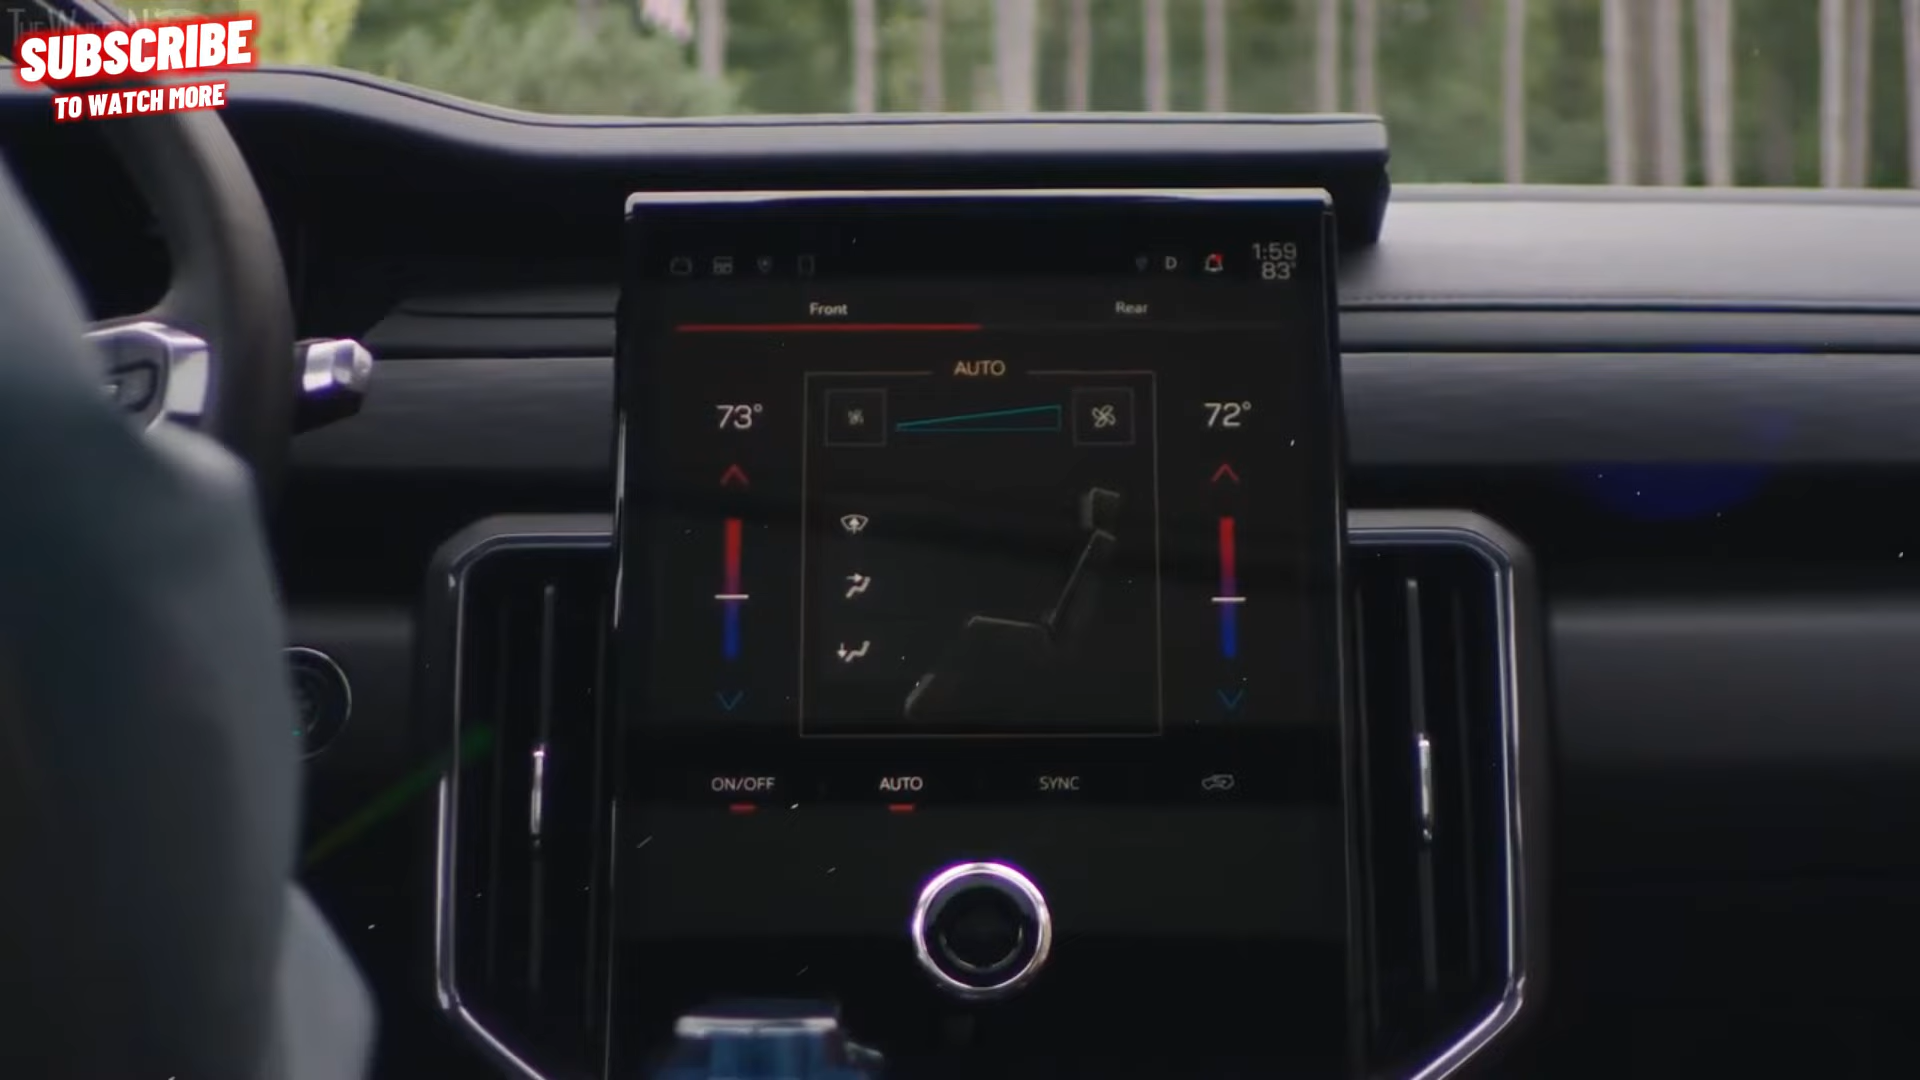 SUBSCRIBE
TO WATCH MORE
D
1:59
83°
Front
Rear
AUTO
73°
72°
ON/OFF
AUTO
SYNC